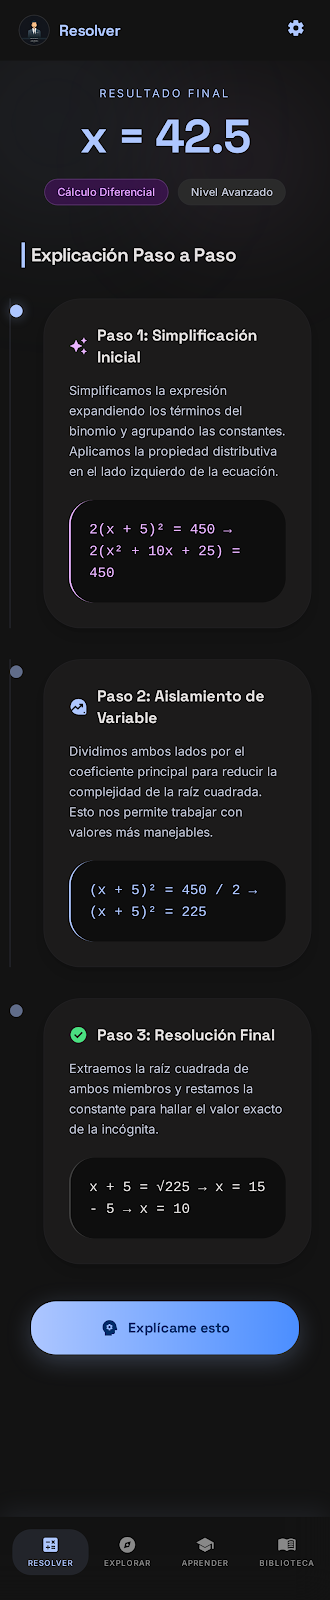 Resolver
RESULTADO FINAL
x = 42.5
Cálculo Diferencial
Nivel Avanzado
Explicación Paso a Paso
Paso 1: Simplificación
Inicial
Simplificamos la expresión
expandiendo los términos del
binomio y agrupando las constantes.
Aplicamos la propiedad distributiva
en el lado izquierdo de la ecuación.
2(x + 5)² = 450 →
2(x² + 10x + 25) =
450
Paso 2: Aislamiento de
Variable
Dividimos ambos lados por el
coeficiente principal para reducir la
complejidad de la raíz cuadrada.
Esto nos permite trabajar con
valores más manejables.
(x + 5)² = 450 / 2 →
(x + 5)² = 225
Paso 3: Resolución Final
Extraemos la raíz cuadrada de
ambos miembros y restamos la
constante para hallar el valor exacto
de la incógnita.
x + 5 = √225 → x = 15
- 5 → x = 10
Explícame esto
RESOLVER
EXPLORAR
APRENDER
BIBLIOTECA